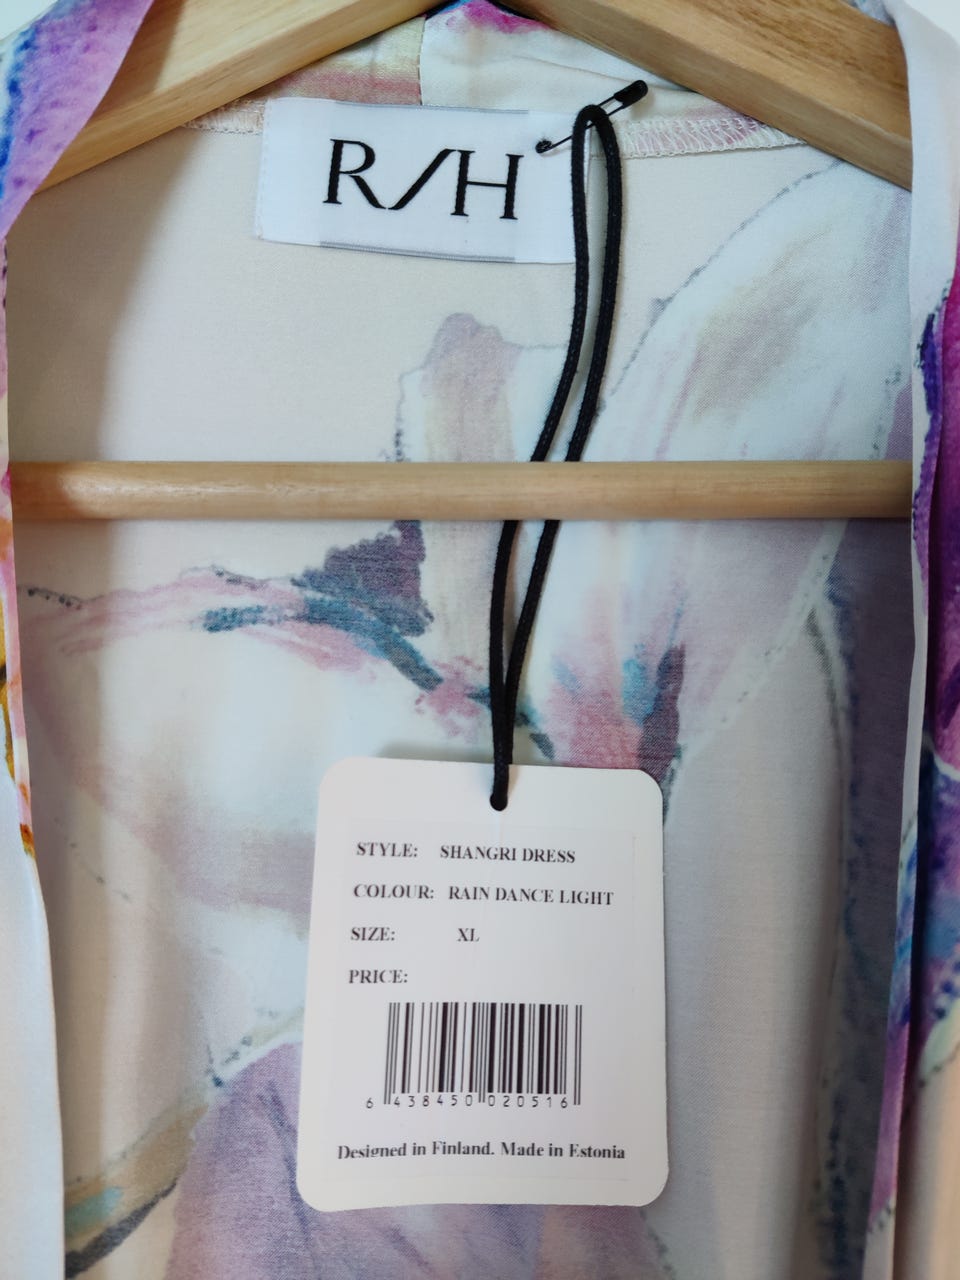 R/H
STYLE: SHANGRI DRESS
COLOUR: RAIN DANCE LIGHT
SIZE: XL
PRICE:
6 438450 020516
Designed in Finland. Made in Estonia